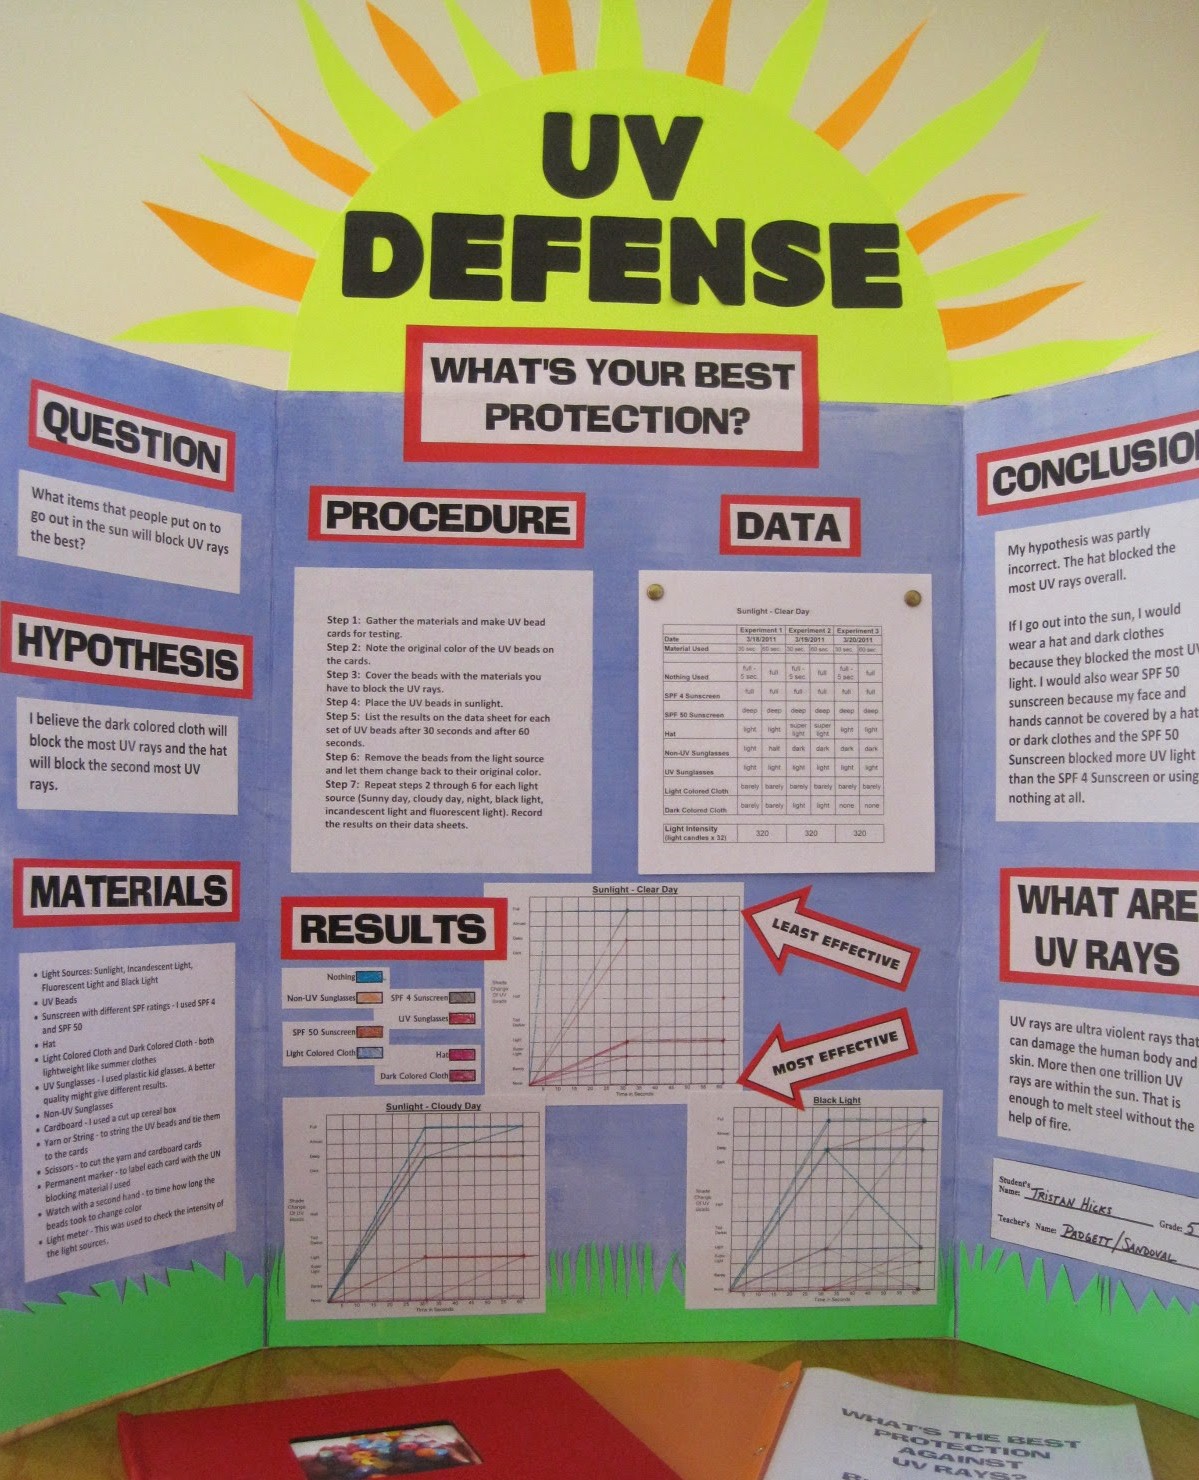 UV
DEFENSE
WHAT'S YOUR BEST
PROTECTION?
QUESTION
What items that people put on to
go out in the sun will block UV rays
the best?
HYPOTHESIS
I believe the dark colored cloth will
block the most UV rays and the hat
will block the second most UV
rays.
MATERIALS
• Light Sources: Sunlight, Incandescent Light,
Fluorescent Light and Black Light
• UV Beads
• Sunscreen with different SPF ratings - I used SPF 4
and SPF 50
• Hat
• Light Colored Cloth and Dark Colored Cloth - both
lightweight like summer clothes
• UV Sunglasses - I used plastic kid glasses. A better
quality might give different results.
• Non-UV Sunglasses
• Cardboard - I used a cut up cereal box
• Yarn or String - to string the UV beads and tie them
to the cards
• Scissors - to cut the yarn and cardboard cards
• Permanent marker - to label each card with the UN
blocking material I used
• Watch with a second hand - to time how long the
beads took to change color
• Light meter - This was used to check the intensity of
the light sources.
PROCEDURE
Step 1: Gather the materials and make UV bead
cards for testing.
Step 2: Note the original color of the UV beads on
the cards.
Step 3: Cover the beads with the materials you
have to block the UV rays.
Step 4: Place the UV beads in sunlight.
Step 5: List the results on the data sheet for each
set of UV beads after 30 seconds and after 60
seconds.
Step 6: Remove the beads from the light source
and let them change back to their original color.
Step 7: Repeat steps 2 through 6 for each light
source (Sunny day, cloudy day, night, black light,
incandescent light and fluorescent light). Record
the results on their data sheets.
DATA
Sunlight - Clear Day
Experiment 1 Experiment 2 Experiment 3
Date 3/18/2011 3/19/2011 3/20/2011
Material Used 30 sec. 60 sec. 30 sec. 60 sec. 30 sec. 60 sec.
Nothing Used full - 5 sec. full full - 5 sec. full full - 5 sec. full
SPF 4 Sunscreen full full full full full full
SPF 50 Sunscreen deep deep deep deep deep deep
Hat light light super light super light light light
Non-UV Sunglasses light half dark dark dark dark
UV Sunglasses light light light light light light
Light Colored Cloth barely barely barely barely barely barely
Dark Colored Cloth barely barely light light none none
Light Intensity
(light candles x 32) 320 320 320
RESULTS
Nothing
Non-UV Sunglasses SPF 4 Sunscreen
UV Sunglasses
SPF 50 Sunscreen
Light Colored Cloth Hat
Dark Colored Cloth
Sunlight - Clear Day
Shade
Change
Of UV
Beads
Time in Seconds
LEAST EFFECTIVE
MOST EFFECTIVE
Sunlight - Cloudy Day
Shade
Change
Of UV
Beads
Time in Seconds
Black Light
Shade
Change
Of UV
Beads
Time in Seconds
CONCLUSIO
My hypothesis was partly
incorrect. The hat blocked the
most UV rays overall.
If I go out into the sun, I would
wear a hat and dark clothes
because they blocked the most UV
light. I would also wear SPF 50
sunscreen because my face and
hands cannot be covered by a hat
or dark clothes and the SPF 50
Sunscreen blocked more UV light
than the SPF 4 Sunscreen or using
nothing at all.
WHAT ARE
UV RAYS
UV rays are ultra violet rays that
can damage the human body and
skin. More then one trillion UV
rays are within the sun. That is
enough to melt steel without the
help of fire.
Student's
Name: TRISTAN HICKS Grade: 5
Teacher's Name: PADGETT/SANDOVAL
WHAT'S THE BEST
PROTECTION
AGAINST
UV RAYS?